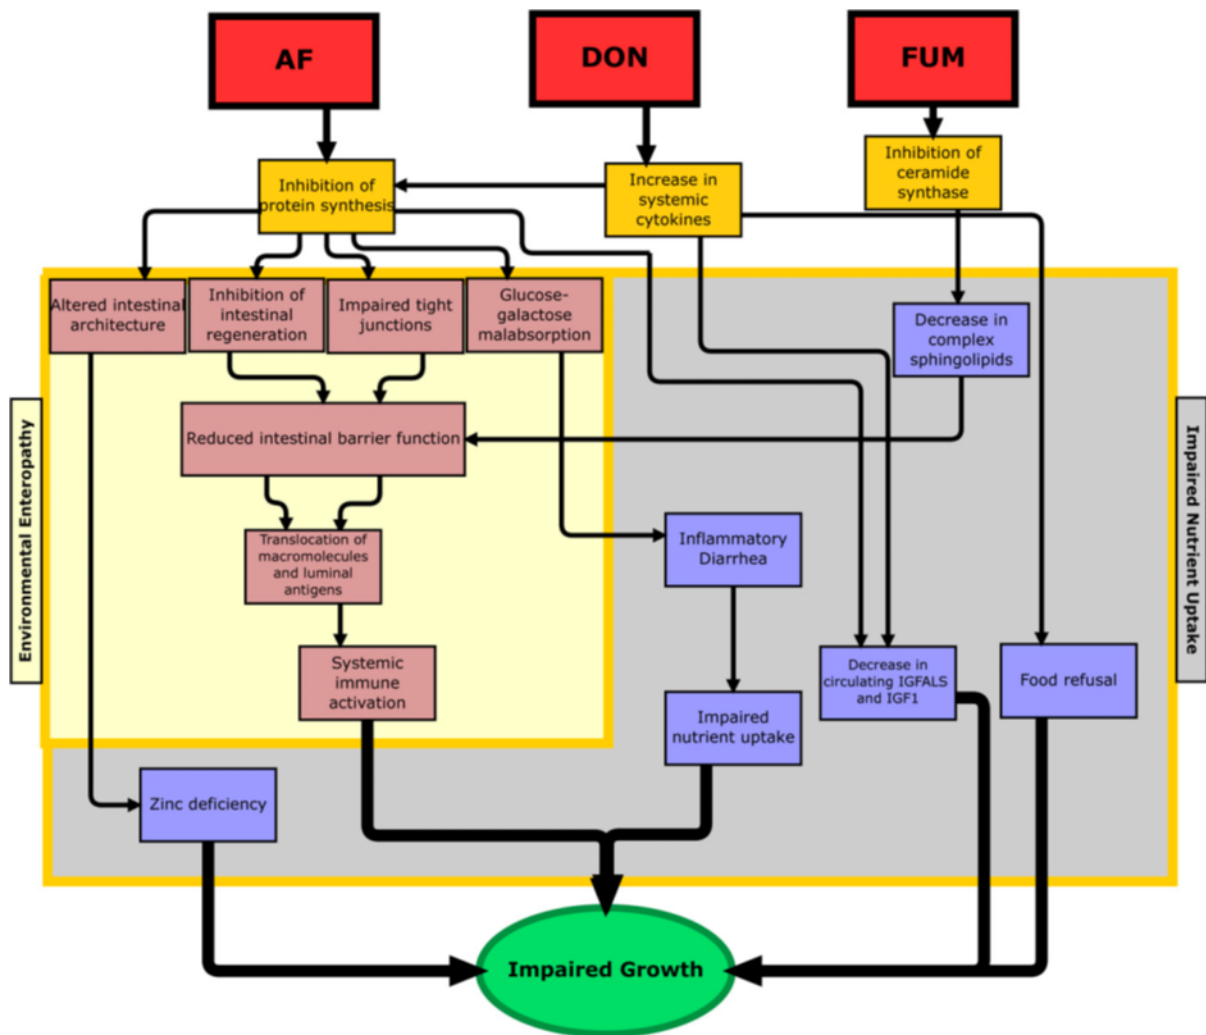 AF
DON
FUM
Inhibition of
protein synthesis
Increase in
systemic
cytokines
Inhibition of
ceramide
synthase
Altered intestinal
architecture
Inhibition of
intestinal
regeneration
Impaired tight
junctions
Glucose-
galactose
malabsorption
Decrease in
complex
sphingolipids
Reduced intestinal barrier function
Environmental Enteropathy
Impaired Nutrient Uptake
Translocation of
macromolecules
and luminal
antigens
Inflammatory
Diarrhea
Systemic
immune
activation
Impaired
nutrient uptake
Decrease in
circulating IGFALS
and IGF1
Food refusal
Zinc deficiency
Impaired Growth